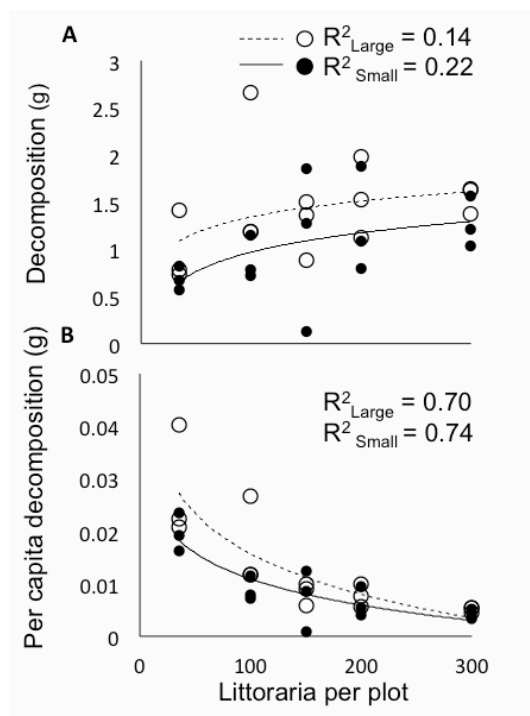 A
R²Large = 0.14
R²Small = 0.22
3
2.5
2
1.5
1
0.5
0
Decomposition (g)
B
0.05
0.04
0.03
0.02
0.01
0
Per capita decomposition (g)
R²Large = 0.70
R²Small = 0.74
0 100 200 300
Littoraria per plot